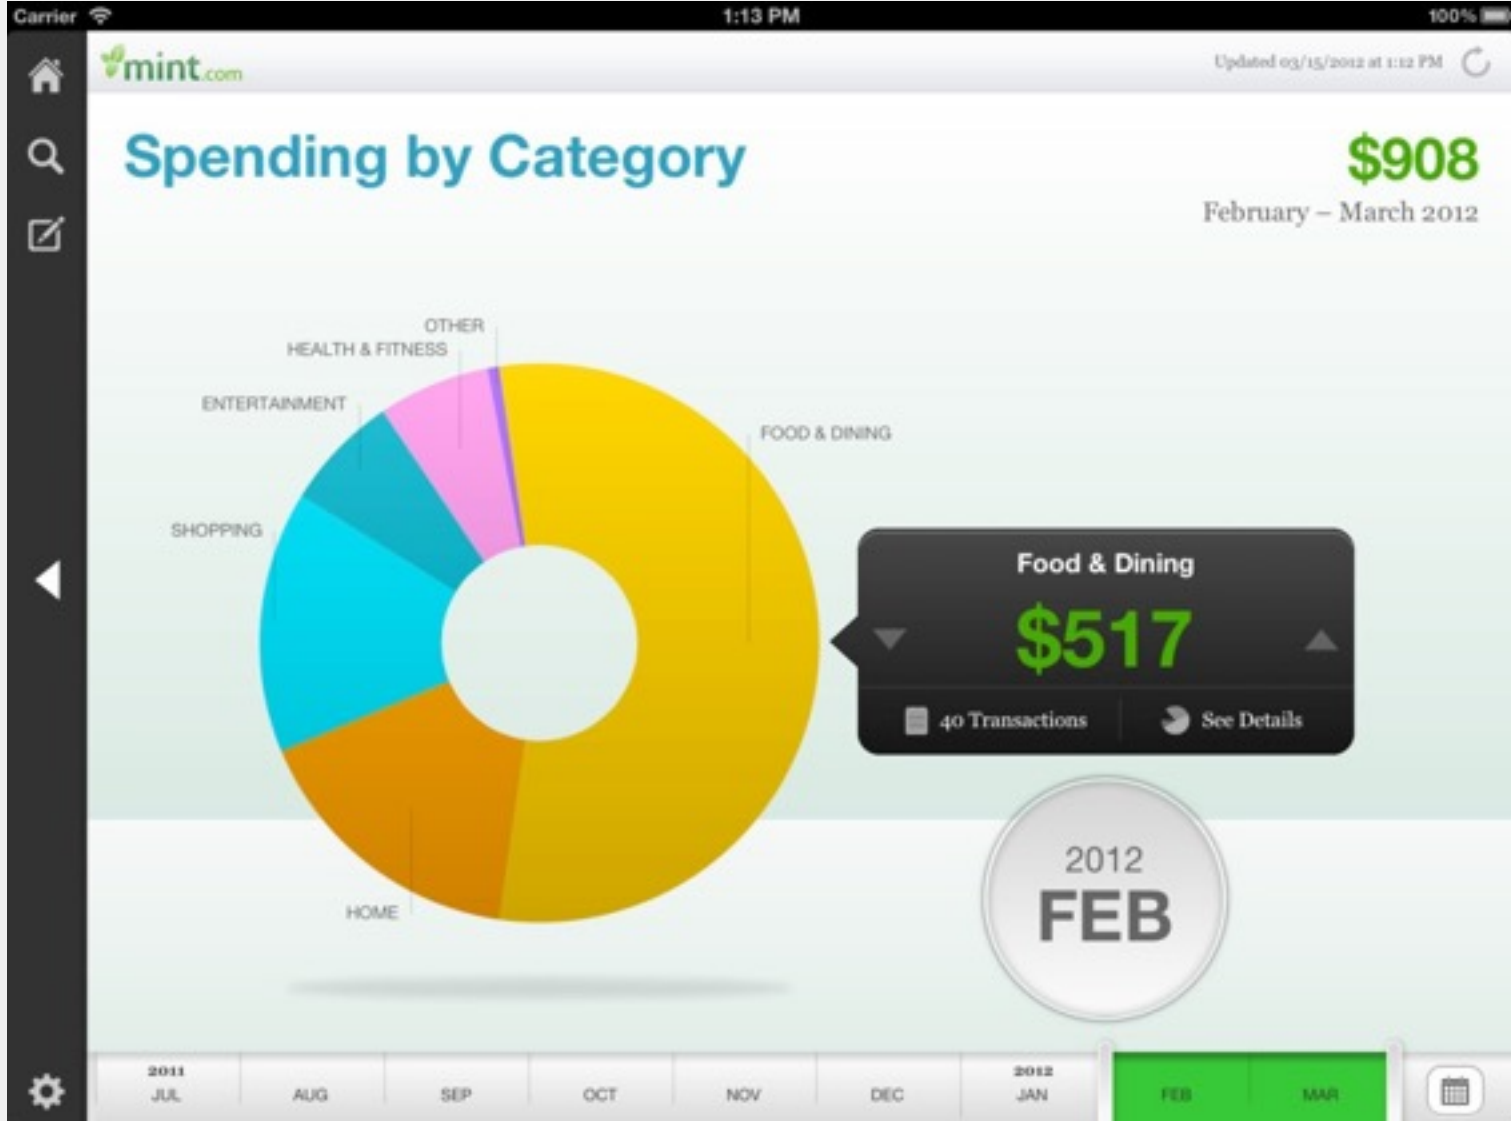 Carrier 1:13 PM 100%
mint.com
Updated 03/15/2012 at 1:12 PM
Spending by Category
$908
February – March 2012
OTHER
HEALTH & FITNESS
ENTERTAINMENT
FOOD & DINING
SHOPPING
HOME
Food & Dining
$517
40 Transactions
See Details
2012
FEB
2011 2012
JUL AUG SEP OCT NOV DEC JAN FEB MAR